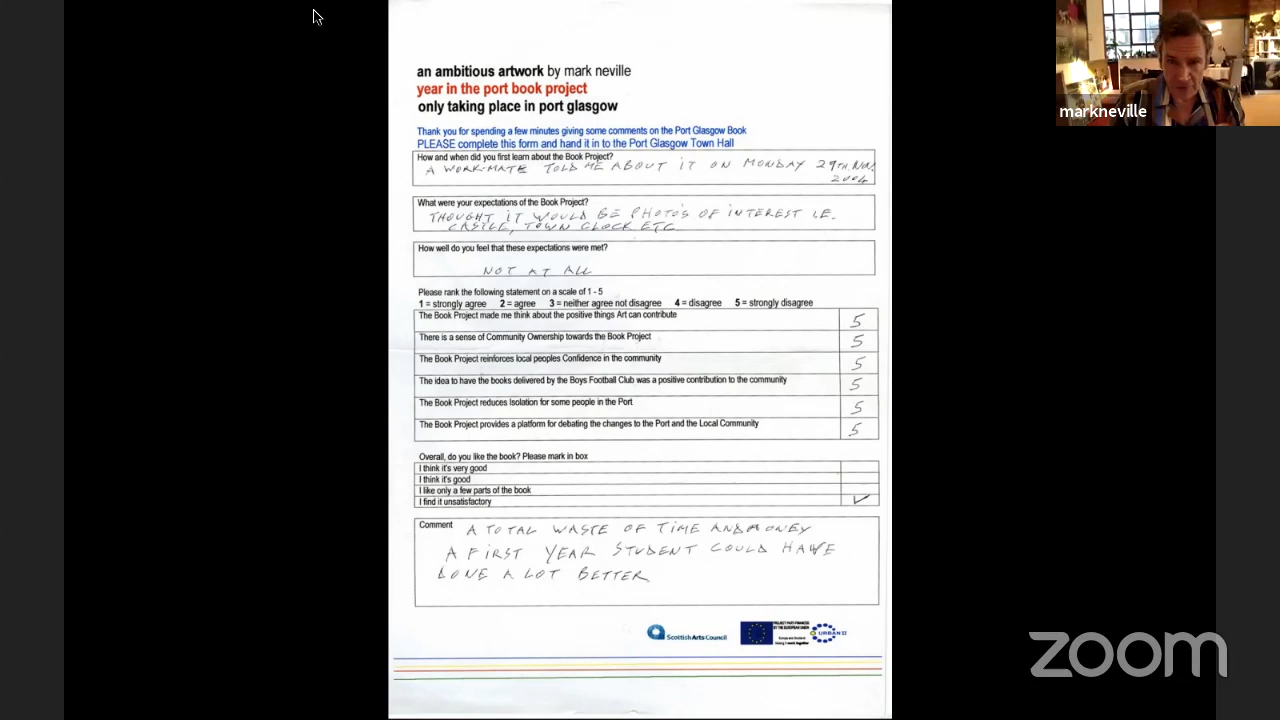 an ambitious artwork by mark neville
year in the port book project
only taking place in port glasgow
Thank you for spending a few minutes giving some comments on the Port Glasgow Book
PLEASE complete this form and hand it in to the Port Glasgow Town Hall
How and when did you first learn about the Book Project?
A WORK-MATE TOLD ME ABOUT IT ON MONDAY 29TH. NOV.
2004
What were your expectations of the Book Project?
THOUGHT IT WOULD BE PHOTO'S OF INTEREST I.E.
CASTLE, TOWN CLOCK ETC
How well do you feel that these expectations were met?
NOT AT ALL
Please rank the following statement on a scale of 1 - 5
1 = strongly agree 2 = agree 3 = neither agree not disagree 4 = disagree 5 = strongly disagree
The Book Project made me think about the positive things Art can contribute 5
There is a sense of Community Ownership towards the Book Project 5
The Book Project reinforces local peoples Confidence in the community 5
The idea to have the books delivered by the Boys Football Club was a positive contribution to the community 5
The Book Project reduces Isolation for some people in the Port 5
The Book Project provides a platform for debating the changes to the Port and the Local Community 5
Overall, do you like the book? Please mark in box
I think it's very good
I think it's good
I like only a few parts of the book
I find it unsatisfactory ✓
Comment A TOTAL WASTE OF TIME AND MONEY
A FIRST YEAR STUDENT COULD HAVE
DONE A LOT BETTER
Scottish Arts Council
PROJECT PART-FINANCED
BY THE EUROPEAN UNION
URBAN II
markneville
zoom